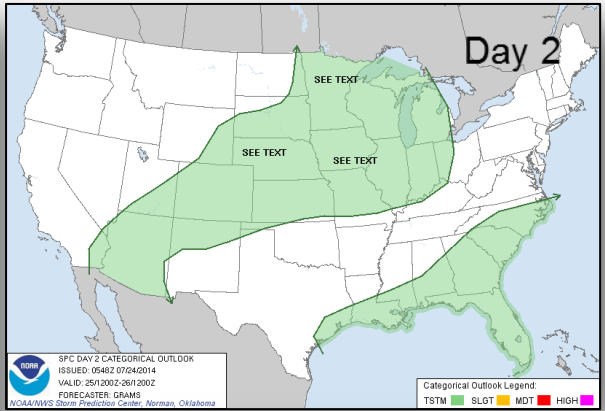 Day 2
SEE TEXT
SEE TEXT
SEE TEXT
NOAA
SPC DAY 2 CATEGORICAL OUTLOOK
ISSUED: 0548Z 07/24/2014
VALID: 25/1200Z-26/1200Z
FORECASTER: GRAMS
NOAA/NWS Storm Prediction Center, Norman, Oklahoma
Categorical Outlook Legend:
TSTM SLGT MDT HIGH